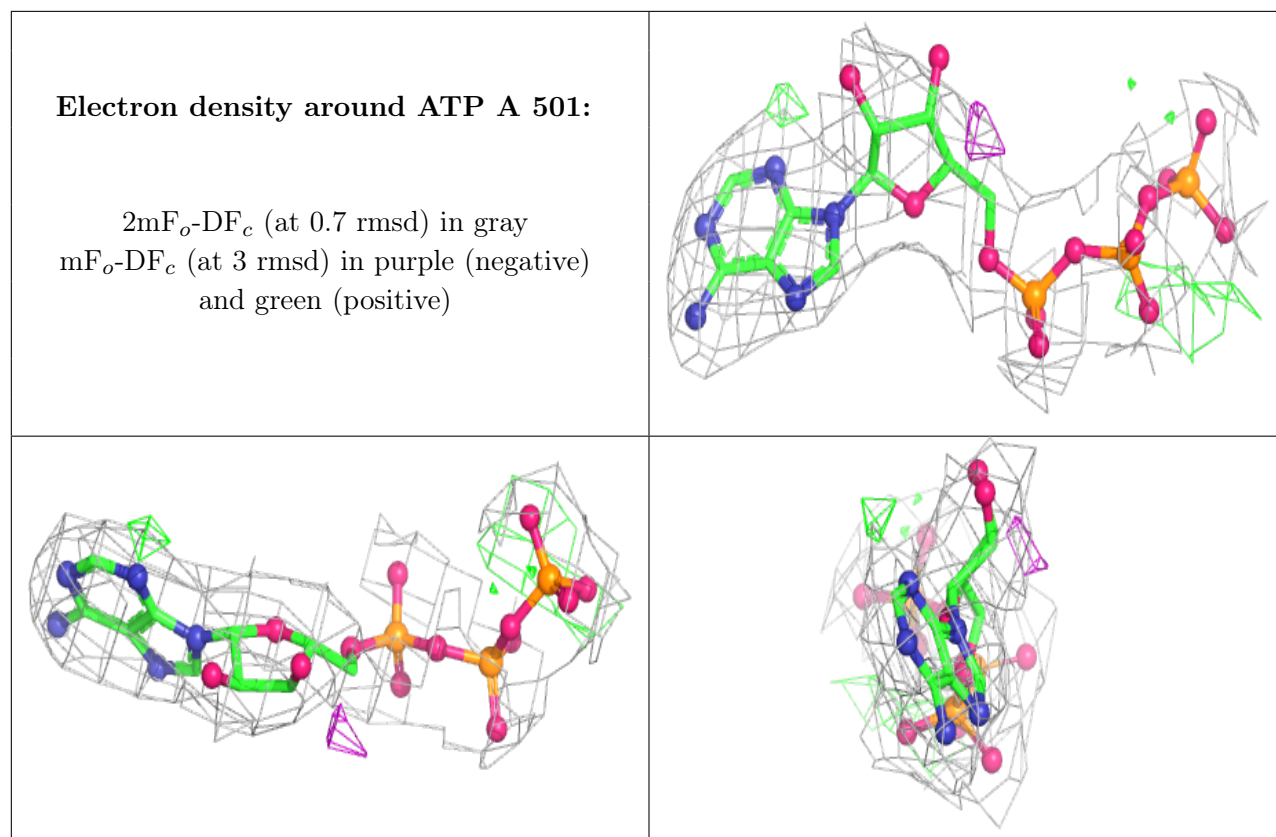 Electron density around ATP A 501:
2mFₒ-DF𝒸 (at 0.7 rmsd) in gray
mFₒ-DF𝒸 (at 3 rmsd) in purple (negative)
and green (positive)